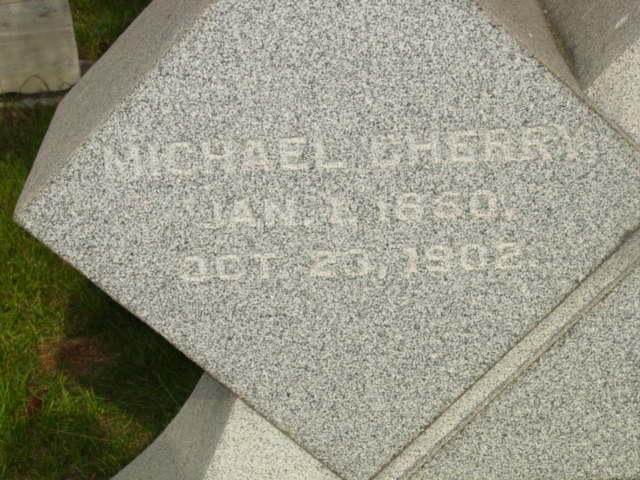 MICHAEL CHERRY
JAN. 1, 1860.
OCT. 23, 1902.